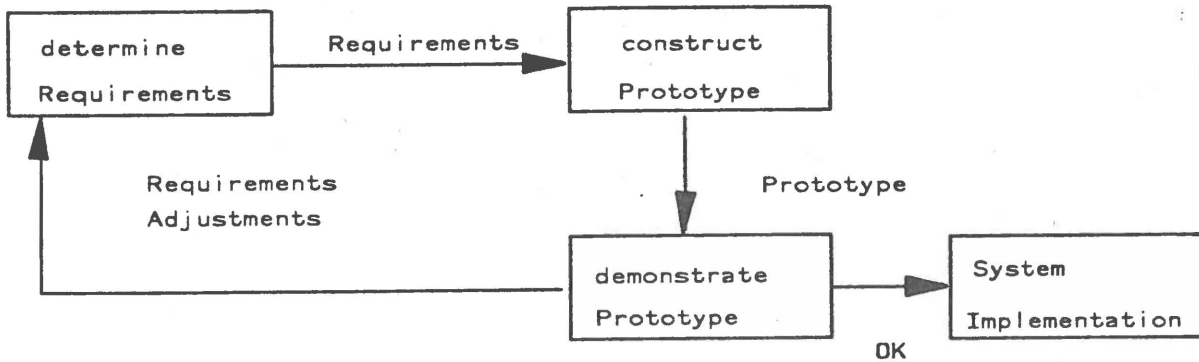 determine
Requirements
Requirements
construct
Prototype
Requirements
Adjustments
Prototype
demonstrate
Prototype
OK
System
Implementation